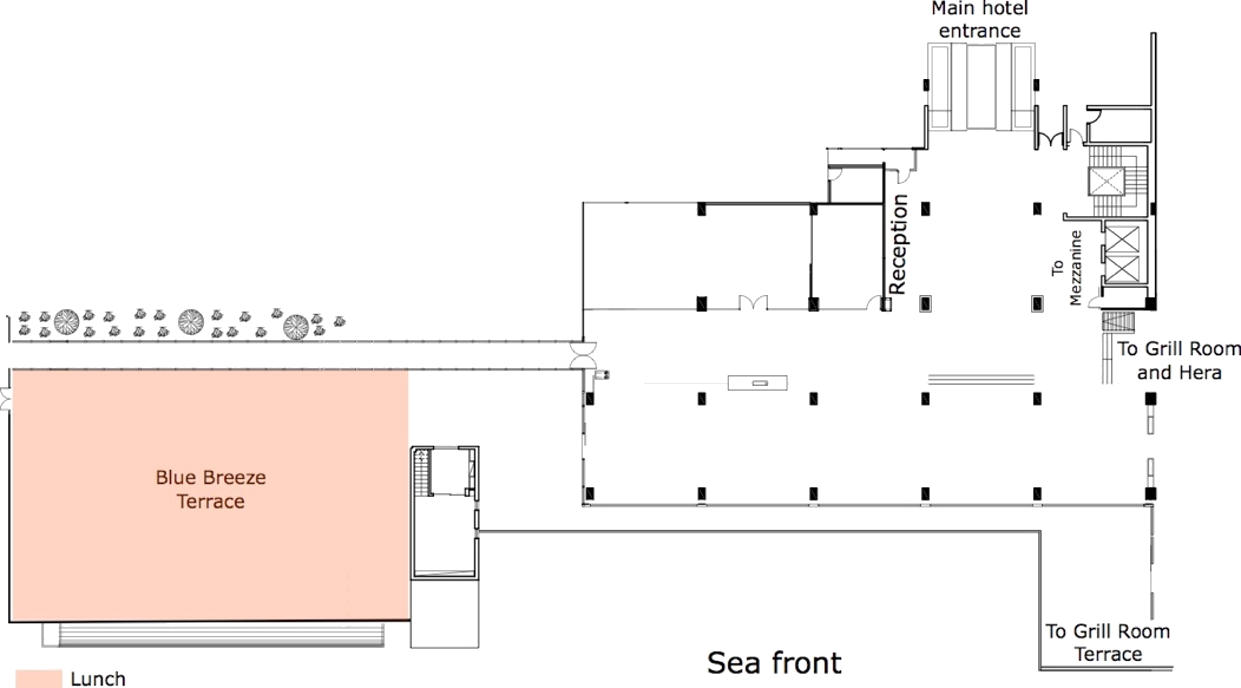 Main hotel
entrance
Reception
To
Mezzanine
To Grill Room
and Hera
Blue Breeze
Terrace
To Grill Room
Terrace
Sea front
Lunch